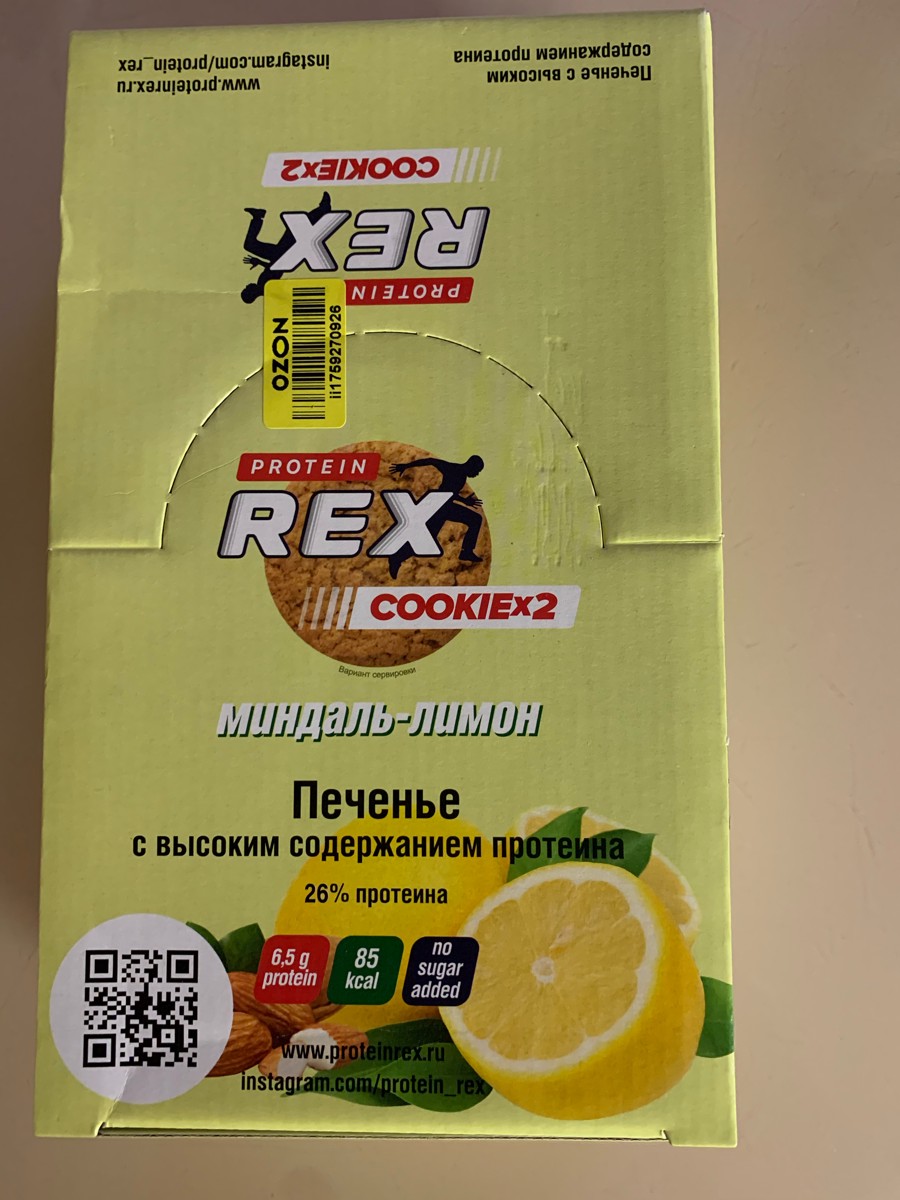 www.proteinrex.ru
instagram.com/protein_rex
Печенье с высоким
содержанием протеина
COOKIEx2
REX
PROTEIN
OZON
ii1759270926
PROTEIN
REX
COOKIEx2
Вариант сервировки
миндаль-лимон
Печенье
с высоким содержанием протеина
26% протеина
6,5 g
protein
85
kcal
no
sugar
added
www.proteinrex.ru
instagram.com/protein_rex